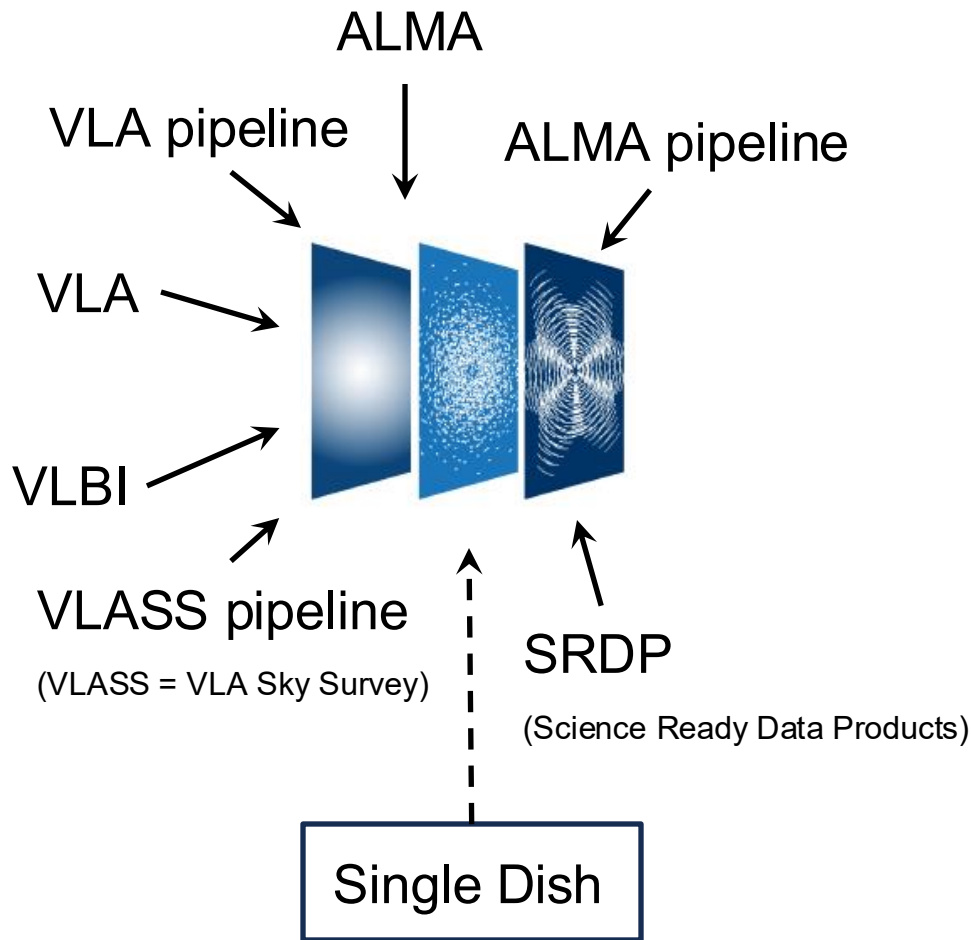 ALMA
VLA pipeline
ALMA pipeline
VLA
VLBI
VLASS pipeline
(VLASS = VLA Sky Survey)
SRDP
(Science Ready Data Products)
Single Dish